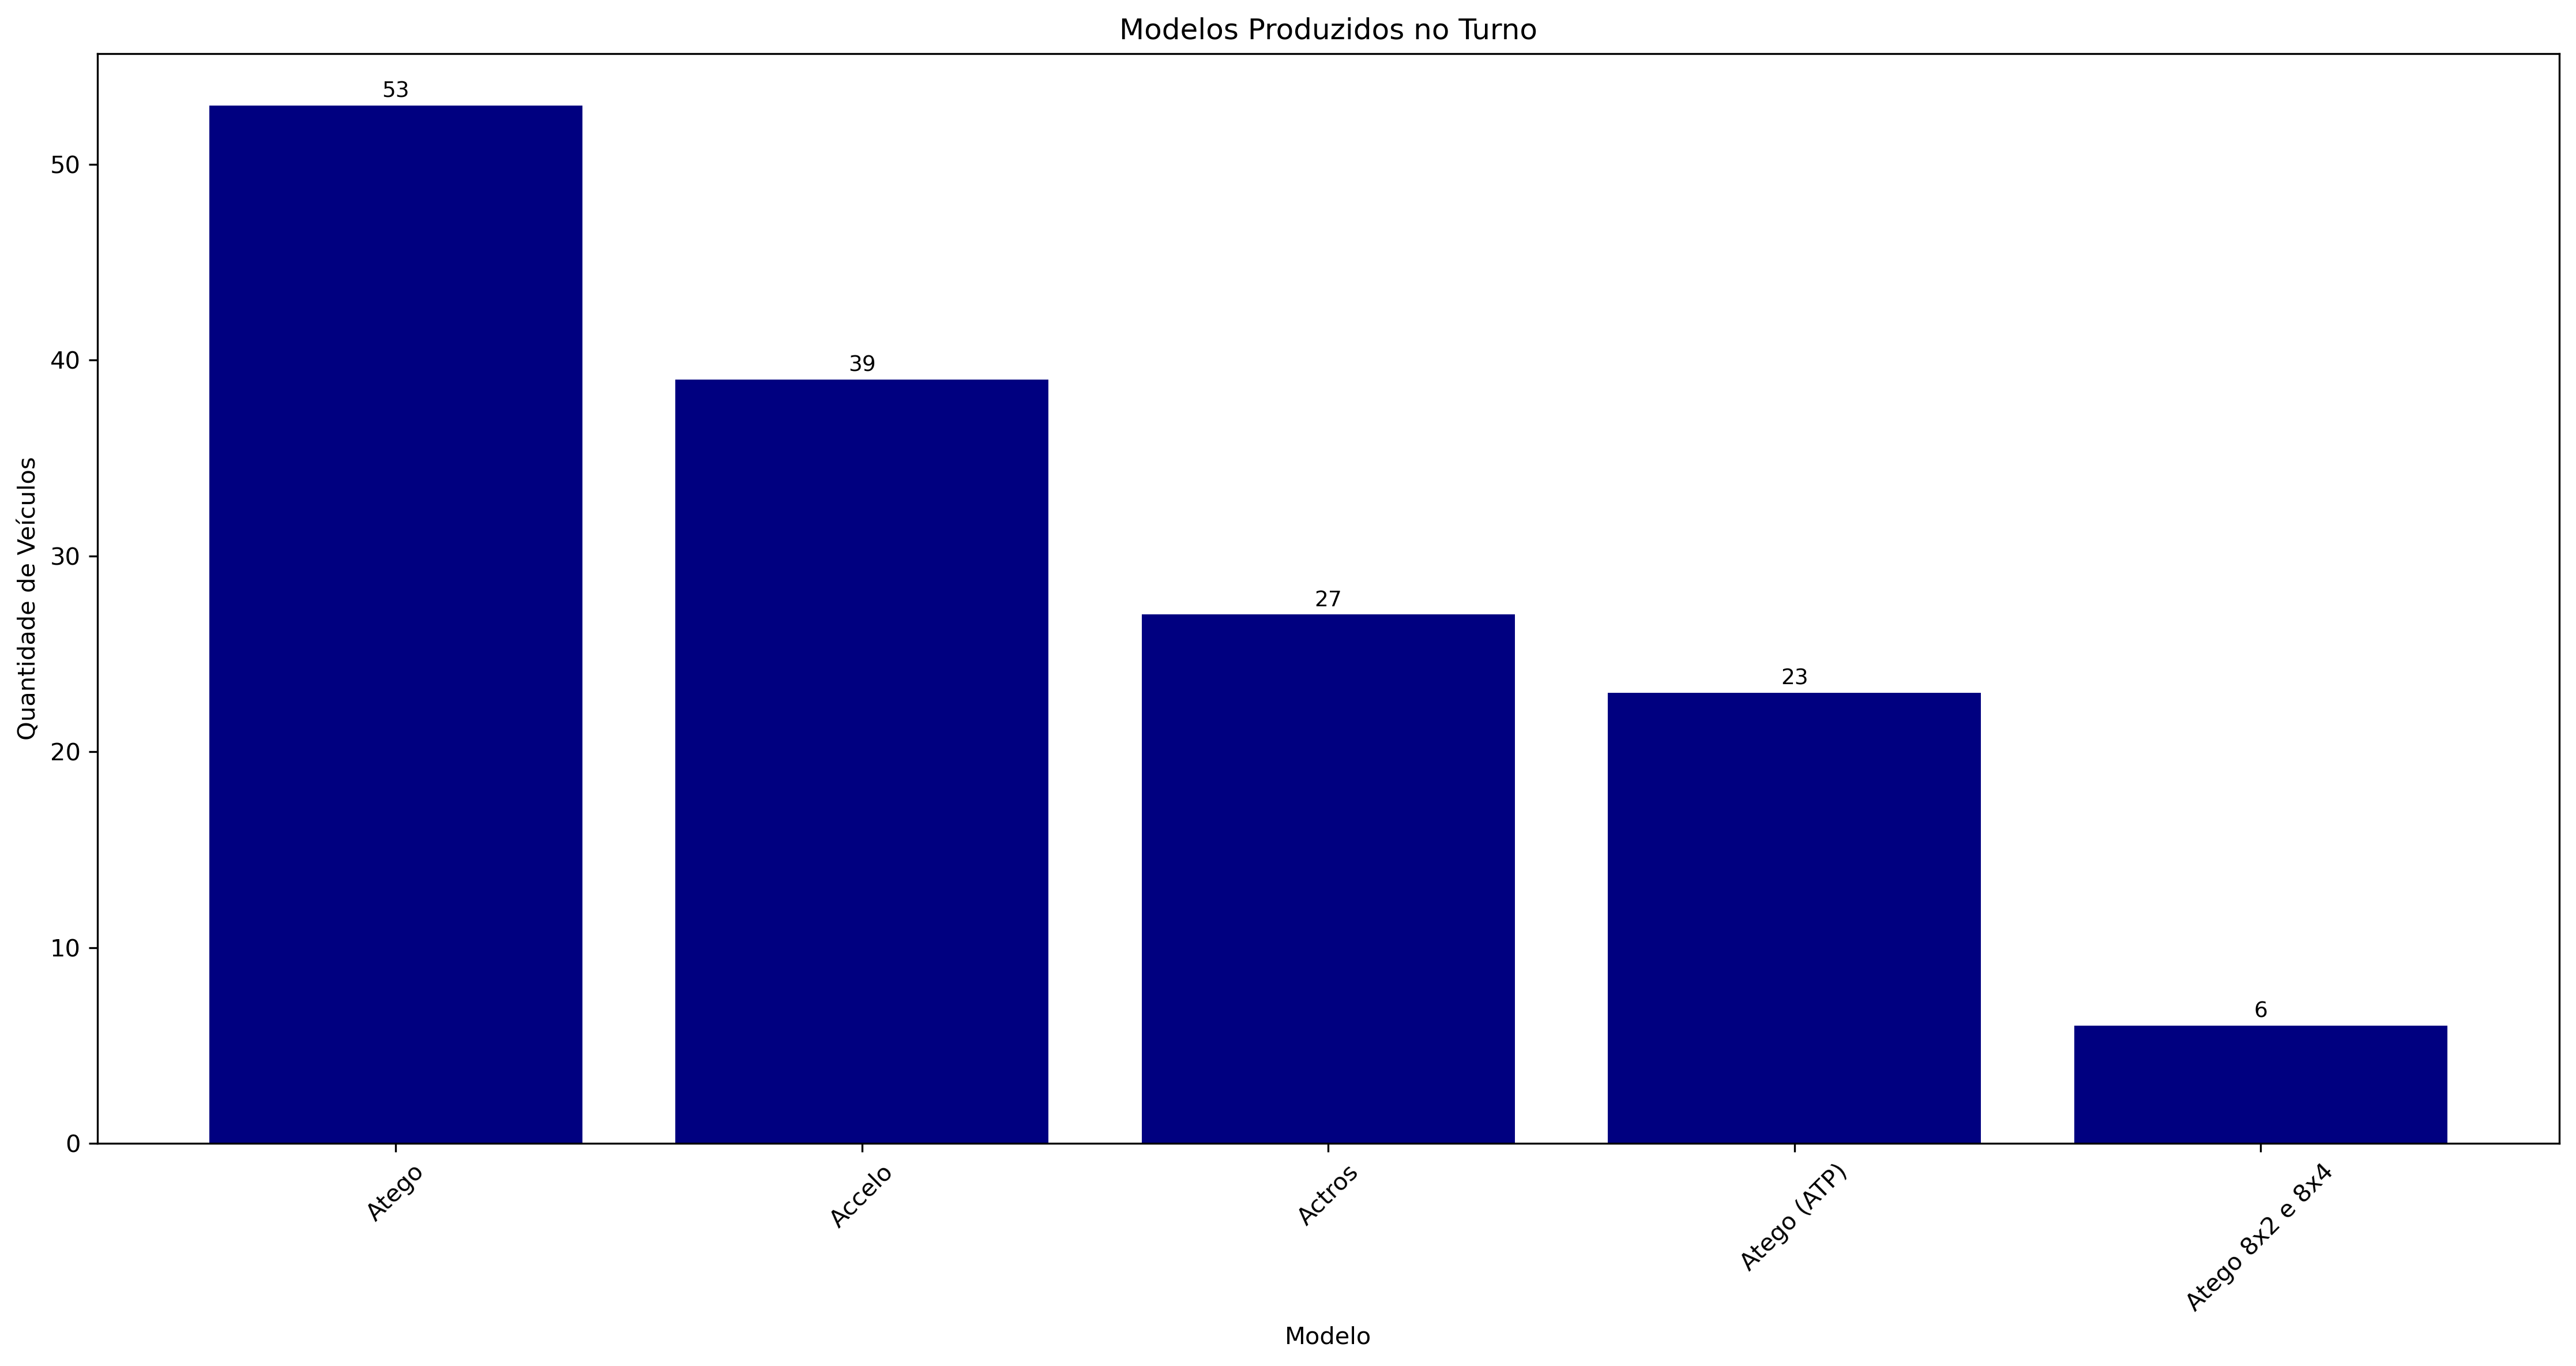 Modelos Produzidos no Turno
Quantidade de Veículos
50
40
30
20
10
0
53
39
27
23
6
Atego
Accelo
Actros
Atego (ATP)
Atego 8x2 e 8x4
Modelo